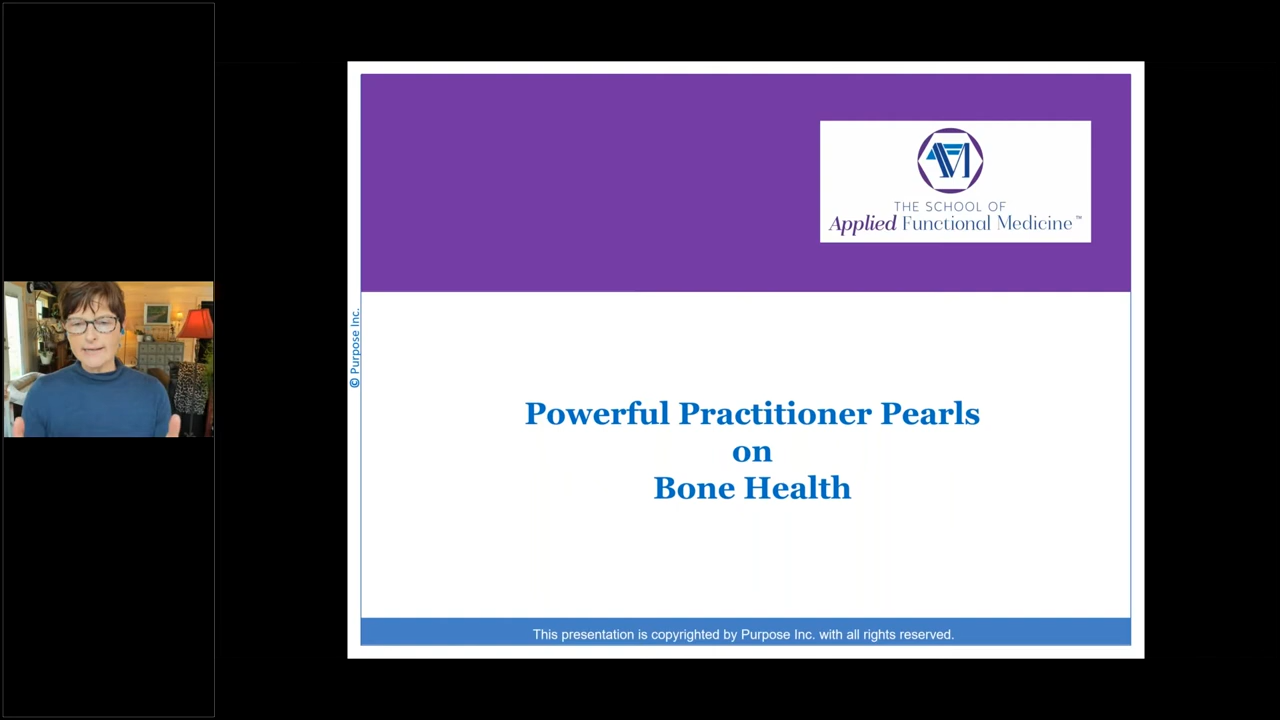 AFM
THE SCHOOL OF
Applied Functional Medicine™
© Purpose Inc.
Powerful Practitioner Pearls
on
Bone Health
This presentation is copyrighted by Purpose Inc. with all rights reserved.